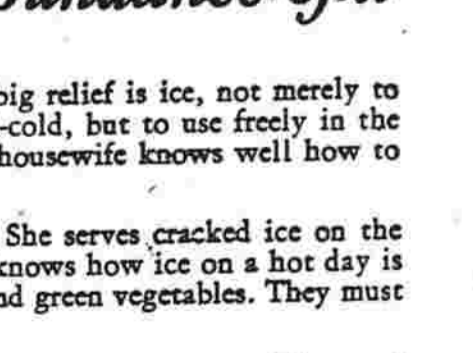 big relief is ice, not merely to
-cold, but to use freely in the
housewife knows well how to
She serves cracked ice on the
knows how ice on a hot day is
nd green vegetables. They must